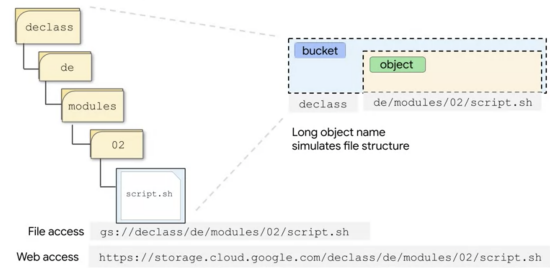 declass
de
modules
02
script.sh
bucket
object
declass
de/modules/02/script.sh
Long object name
simulates file structure
File access gs://declass/de/modules/02/script.sh
Web access https://storage.cloud.google.com/declass/de/modules/02/script.sh